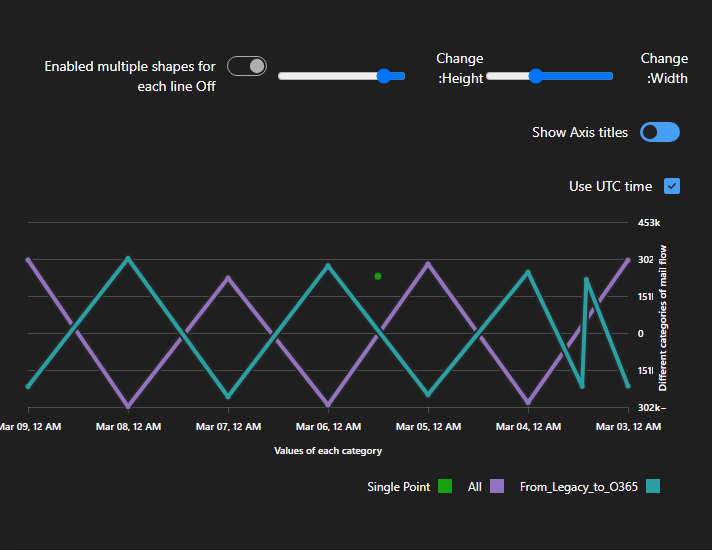 Enabled multiple shapes for
each line Off
Change
:Height
Change
:Width
Show Axis titles
Use UTC time
453k
302
151
0
151
302k–
Different categories of mail flow
Mar 09, 12 AM Mar 08, 12 AM Mar 07, 12 AM Mar 06, 12 AM Mar 05, 12 AM Mar 04, 12 AM Mar 03, 12 AM
Values of each category
Single Point All From_Legacy_to_O365